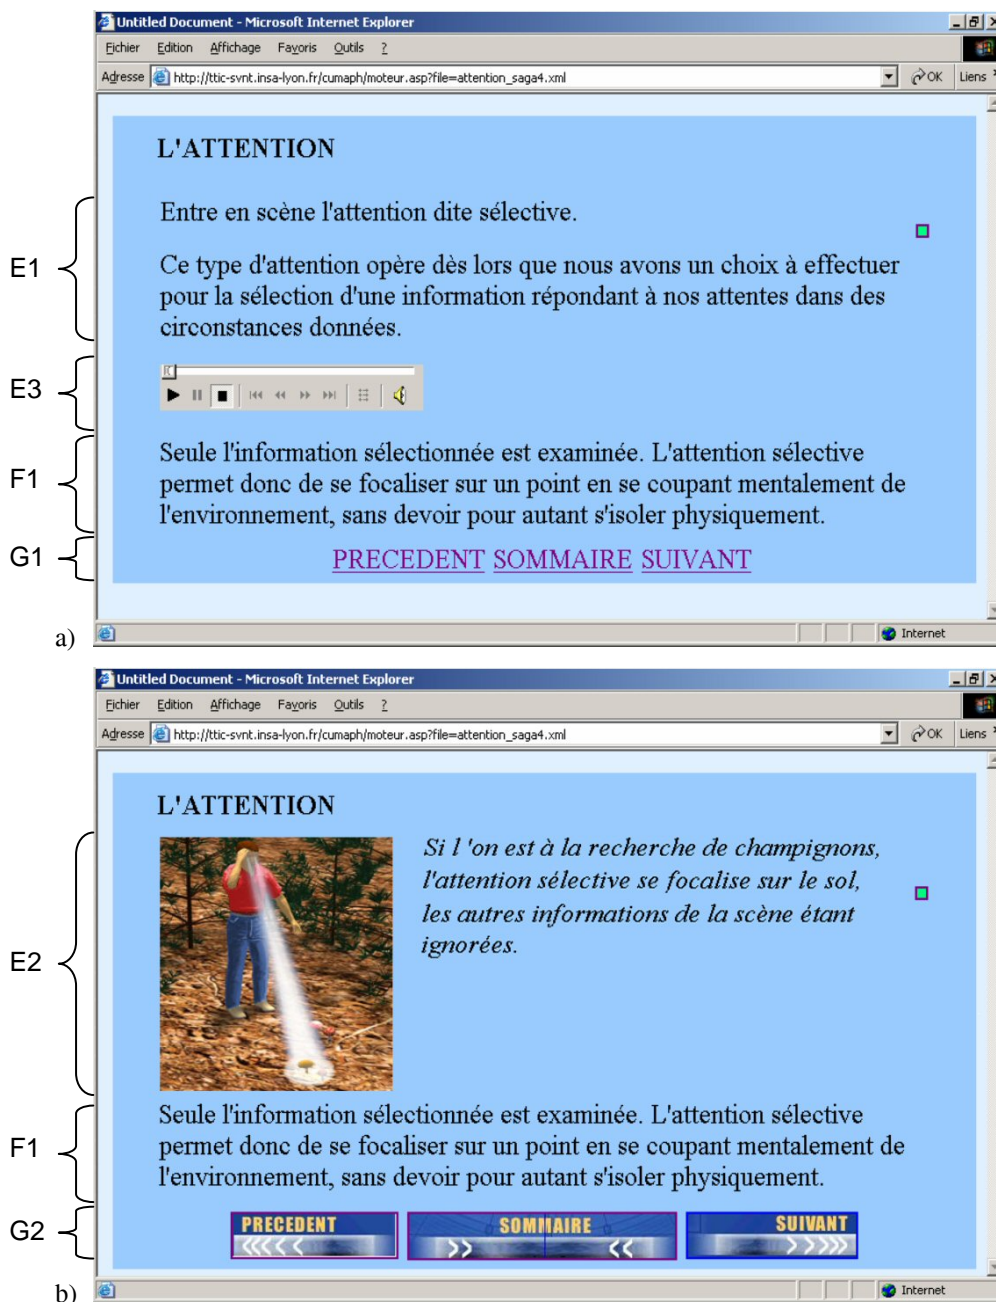 Untitled Document - Microsoft Internet Explorer
Fichier Edition Affichage Favoris Outils ?
Adresse http://ttic-svnt.insa-lyon.fr/cumaph/moteur.asp?file=attention_saga4.xml OK Liens »
L'ATTENTION
E1
Entre en scène l'attention dite sélective.
Ce type d'attention opère dès lors que nous avons un choix à effectuer
pour la sélection d'une information répondant à nos attentes dans des
circonstances données.
E3
F1
Seule l'information sélectionnée est examinée. L'attention sélective
permet donc de se focaliser sur un point en se coupant mentalement de
l'environnement, sans devoir pour autant s'isoler physiquement.
G1
PRECEDENT SOMMAIRE SUIVANT
a)
Internet
Untitled Document - Microsoft Internet Explorer
Fichier Edition Affichage Favoris Outils ?
Adresse http://ttic-svnt.insa-lyon.fr/cumaph/moteur.asp?file=attention_saga4.xml OK Liens »
L'ATTENTION
E2
Si l 'on est à la recherche de champignons,
l'attention sélective se focalise sur le sol,
les autres informations de la scène étant
ignorées.
F1
Seule l'information sélectionnée est examinée. L'attention sélective
permet donc de se focaliser sur un point en se coupant mentalement de
l'environnement, sans devoir pour autant s'isoler physiquement.
G2
PRECEDENT SOMMAIRE SUIVANT
b)
Internet